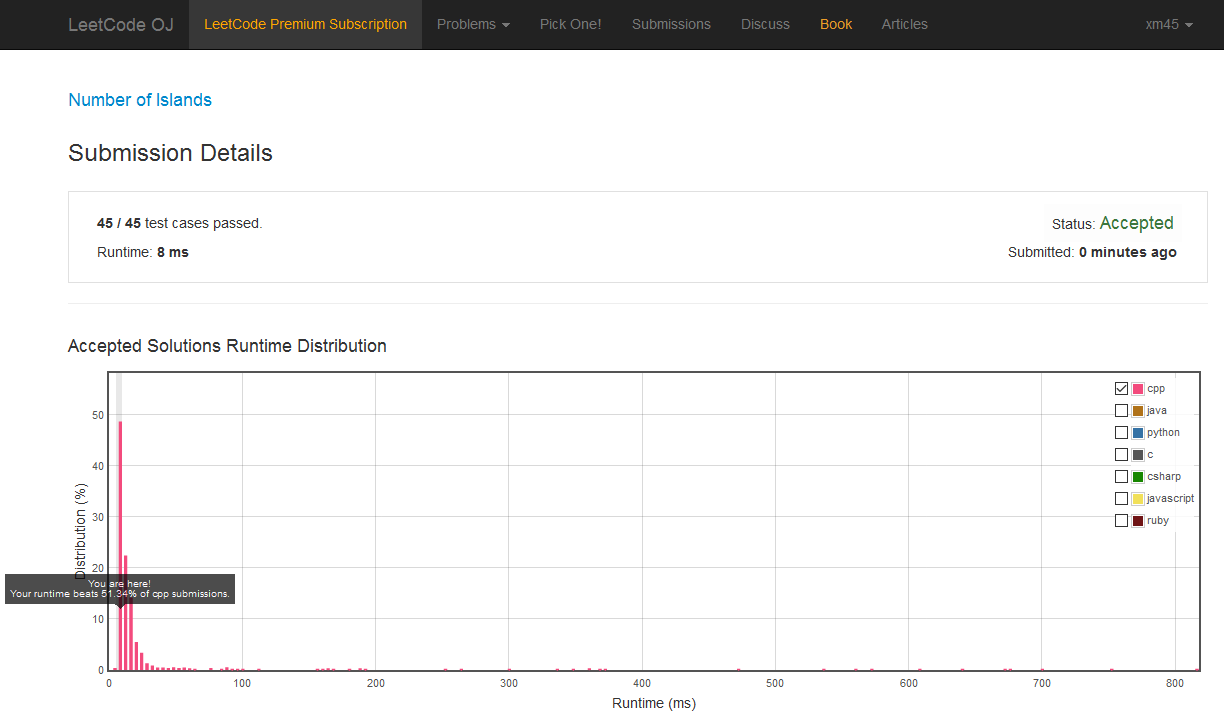 LeetCode OJ LeetCode Premium Subscription Problems Pick One! Submissions Discuss Book Articles xm45
Number of Islands
Submission Details
45 / 45 test cases passed. Status: Accepted
Runtime: 8 ms Submitted: 0 minutes ago
Accepted Solutions Runtime Distribution
cpp
java
python
c
csharp
javascript
ruby
Distribution (%)
50
40
30
20
10
0
You are here!
Your runtime beats 51.34% of cpp submissions.
0 100 200 300 400 500 600 700 800
Runtime (ms)